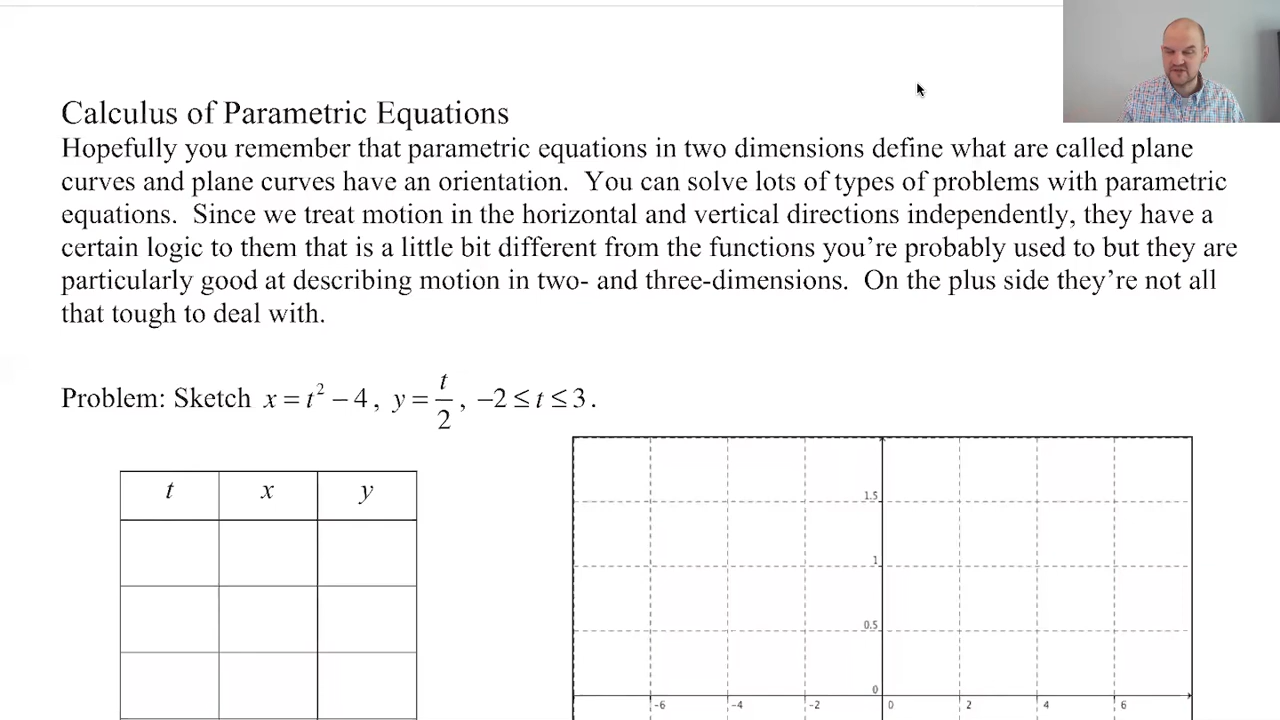 Calculus of Parametric Equations
Hopefully you remember that parametric equations in two dimensions define what are called plane
curves and plane curves have an orientation.  You can solve lots of types of problems with parametric
equations.  Since we treat motion in the horizontal and vertical directions independently, they have a
certain logic to them that is a little bit different from the functions you’re probably used to but they are
particularly good at describing motion in two- and three-dimensions.  On the plus side they’re not all
that tough to deal with.
Problem: Sketch x = t² − 4, y = t/2, −2 ≤ t ≤ 3.
t x y
1.5
1
0.5
0
-6 -4 -2 0 2 4 6